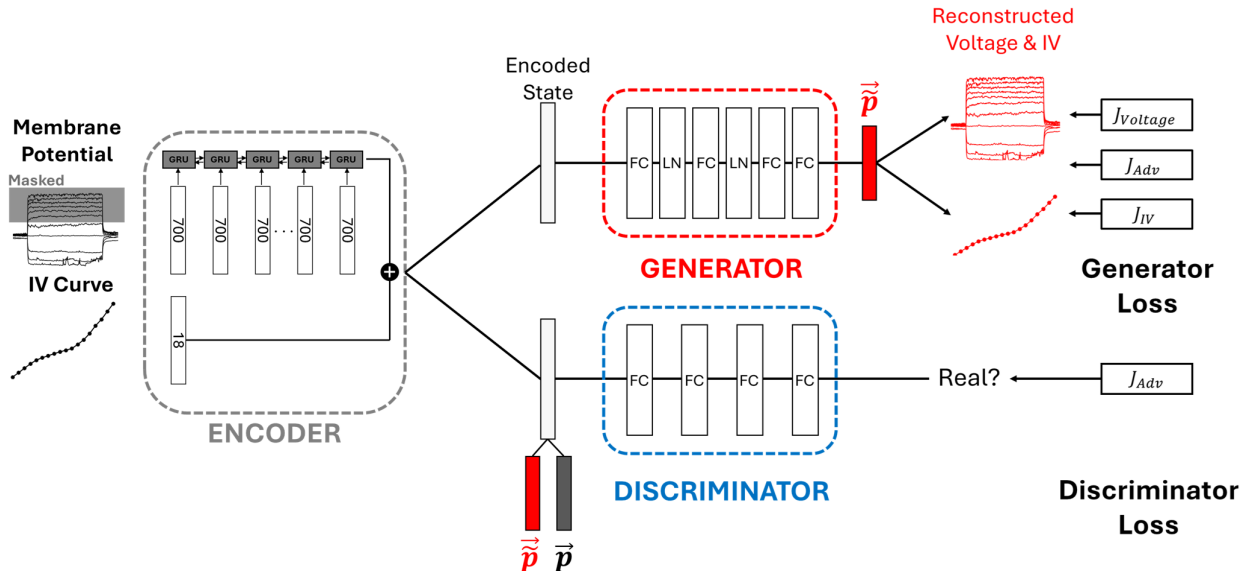 Membrane
Potential
Masked
IV Curve
GRU GRU GRU GRU GRU
700 700 700 ... 700 700
18
+
ENCODER
Encoded
State
FC LN FC LN FC FC
GENERATOR
p̃
Reconstructed
Voltage & IV
J_Voltage
J_Adv
J_IV
Generator
Loss
FC FC FC FC
DISCRIMINATOR
p̃ p
Real?
J_Adv
Discriminator
Loss